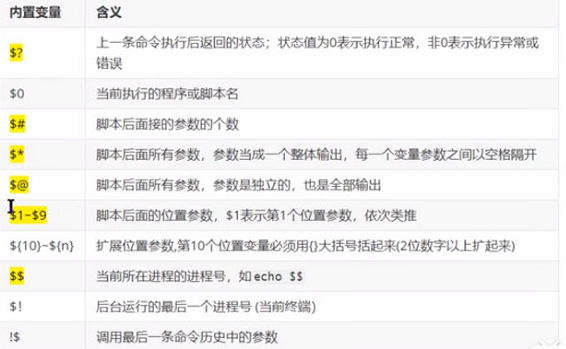 内置变量 含义
$? 上一条命令执行后返回的状态；状态值为0表示执行正常，非0表示执行异常或
错误
$0 当前执行的程序或脚本名
$# 脚本后面接的参数的个数
$* 脚本后面所有参数，参数当成一个整体输出，每一个变量参数之间以空格隔开
$@ 脚本后面所有参数，参数是独立的，也是全部输出
$1~$9 脚本后面的位置参数，$1表示第1个位置参数，依次类推
${10}~${n} 扩展位置参数,第10个位置变量必须用{}大括号括起来(2位数字以上扩起来)
$$ 当前所在进程的进程号，如 echo $$
$! 后台运行的最后一个进程号 (当前终端)
!$ 调用最后一条命令历史中的参数